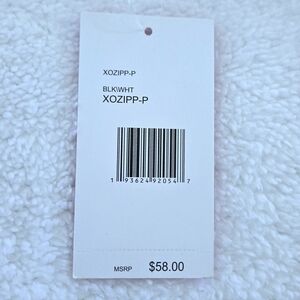 XOZIPP-P
BLK\WHT
XOZIPP-P
1 93624 92054 7
MSRP $58.00